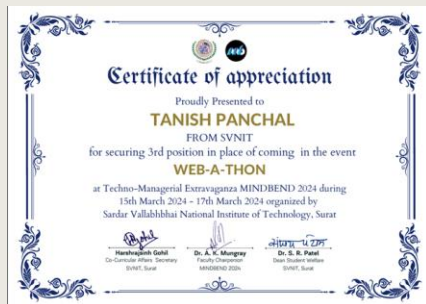 Certificate of appreciation
Proudly Presented to
TANISH PANCHAL
FROM SVNIT
for securing 3rd position in place of coming in the event
WEB-A-THON
at Techno-Managerial Extravaganza MINDBEND 2024 during
15th March 2024 - 17th March 2024 organized by
Sardar Vallabhbhai National Institute of Technology, Surat
Harshrajsinh Gohil
Co-Curricular Affairs Secretary
SVNIT, Surat
Dr. A. K. Mungray
Faculty Chairperson
MINDBEND 2024
Dr. S. R. Patel
Dean Student Welfare
SVNIT, Surat